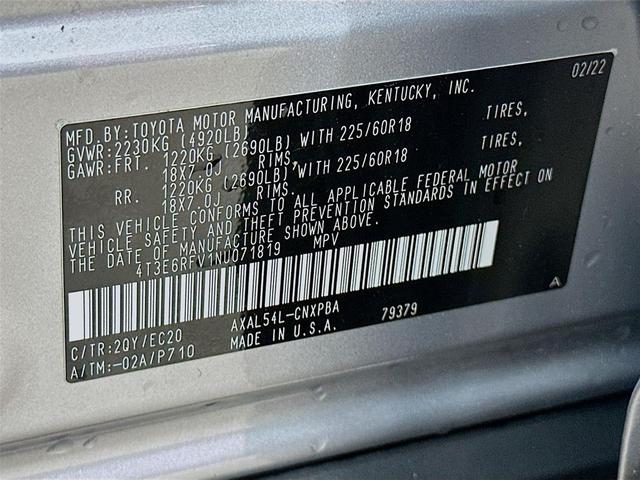 02/22
MFD.BY:TOYOTA MOTOR MANUFACTURING, KENTUCKY, INC.
GVWR:2230KG (4920LB)
GAWR:FRT. 1220KG (2690LB) WITH 225/60R18 TIRES,
18X7.0J RIMS,
RR. 1220KG (2690LB) WITH 225/60R18 TIRES,
18X7.0J RIMS.
THIS VEHICLE CONFORMS TO ALL APPLICABLE FEDERAL MOTOR
VEHICLE SAFETY AND THEFT PREVENTION STANDARDS IN EFFECT ON
THE DATE OF MANUFACTURE SHOWN ABOVE.
4T3E6RFV1NU071819 MPV
C/TR:2QY/EC20 AXAL54L-CNXPBA 79379 A
A/TM:-02A/P710 MADE IN U.S.A.